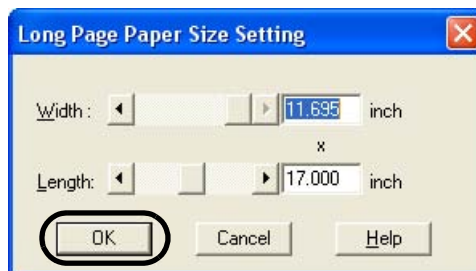 Long Page Paper Size Setting
Width : 11.695 inch
x
Length: 17.000 inch
OK Cancel Help